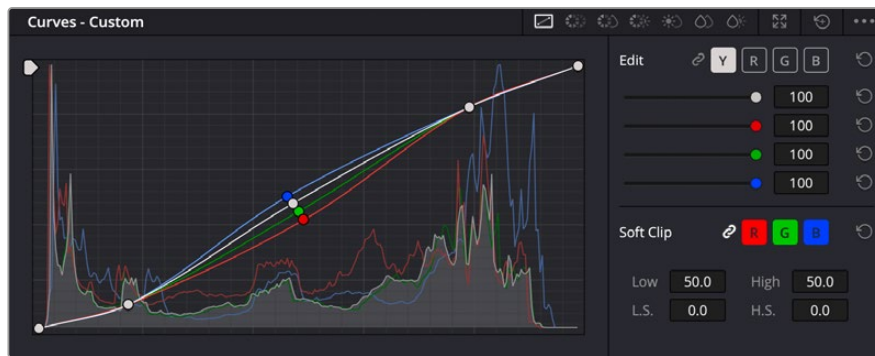 Curves - Custom
Edit Y R G B
100
100
100
100
Soft Clip R G B
Low 50.0 High 50.0
L.S. 0.0 H.S. 0.0